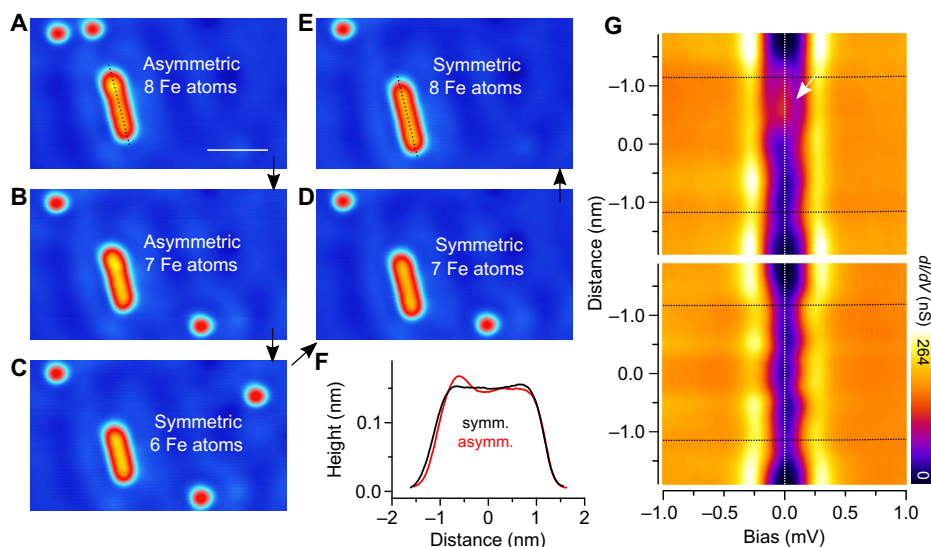 A
Asymmetric
8 Fe atoms
B
Asymmetric
7 Fe atoms
C
Symmetric
6 Fe atoms
E
Symmetric
8 Fe atoms
D
Symmetric
7 Fe atoms
F
Height (nm)
0.1
0.0
symm.
asymm.
−2
−1
0
1
2
Distance (nm)
G
Distance (nm)
−1.0
0.0
−1.0
−1.0
0.0
−1.0
−1.0
−0.5
0.0
0.5
1.0
Bias (mV)
dI/dV (nS)
264
0